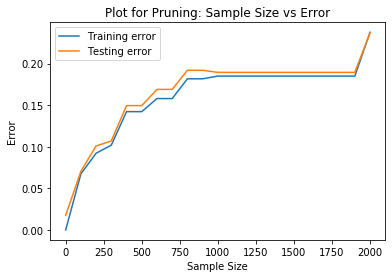 Plot for Pruning: Sample Size vs Error
Training error
Testing error
Error
0.20
0.15
0.10
0.05
0.00
0 250 500 750 1000 1250 1500 1750 2000
Sample Size